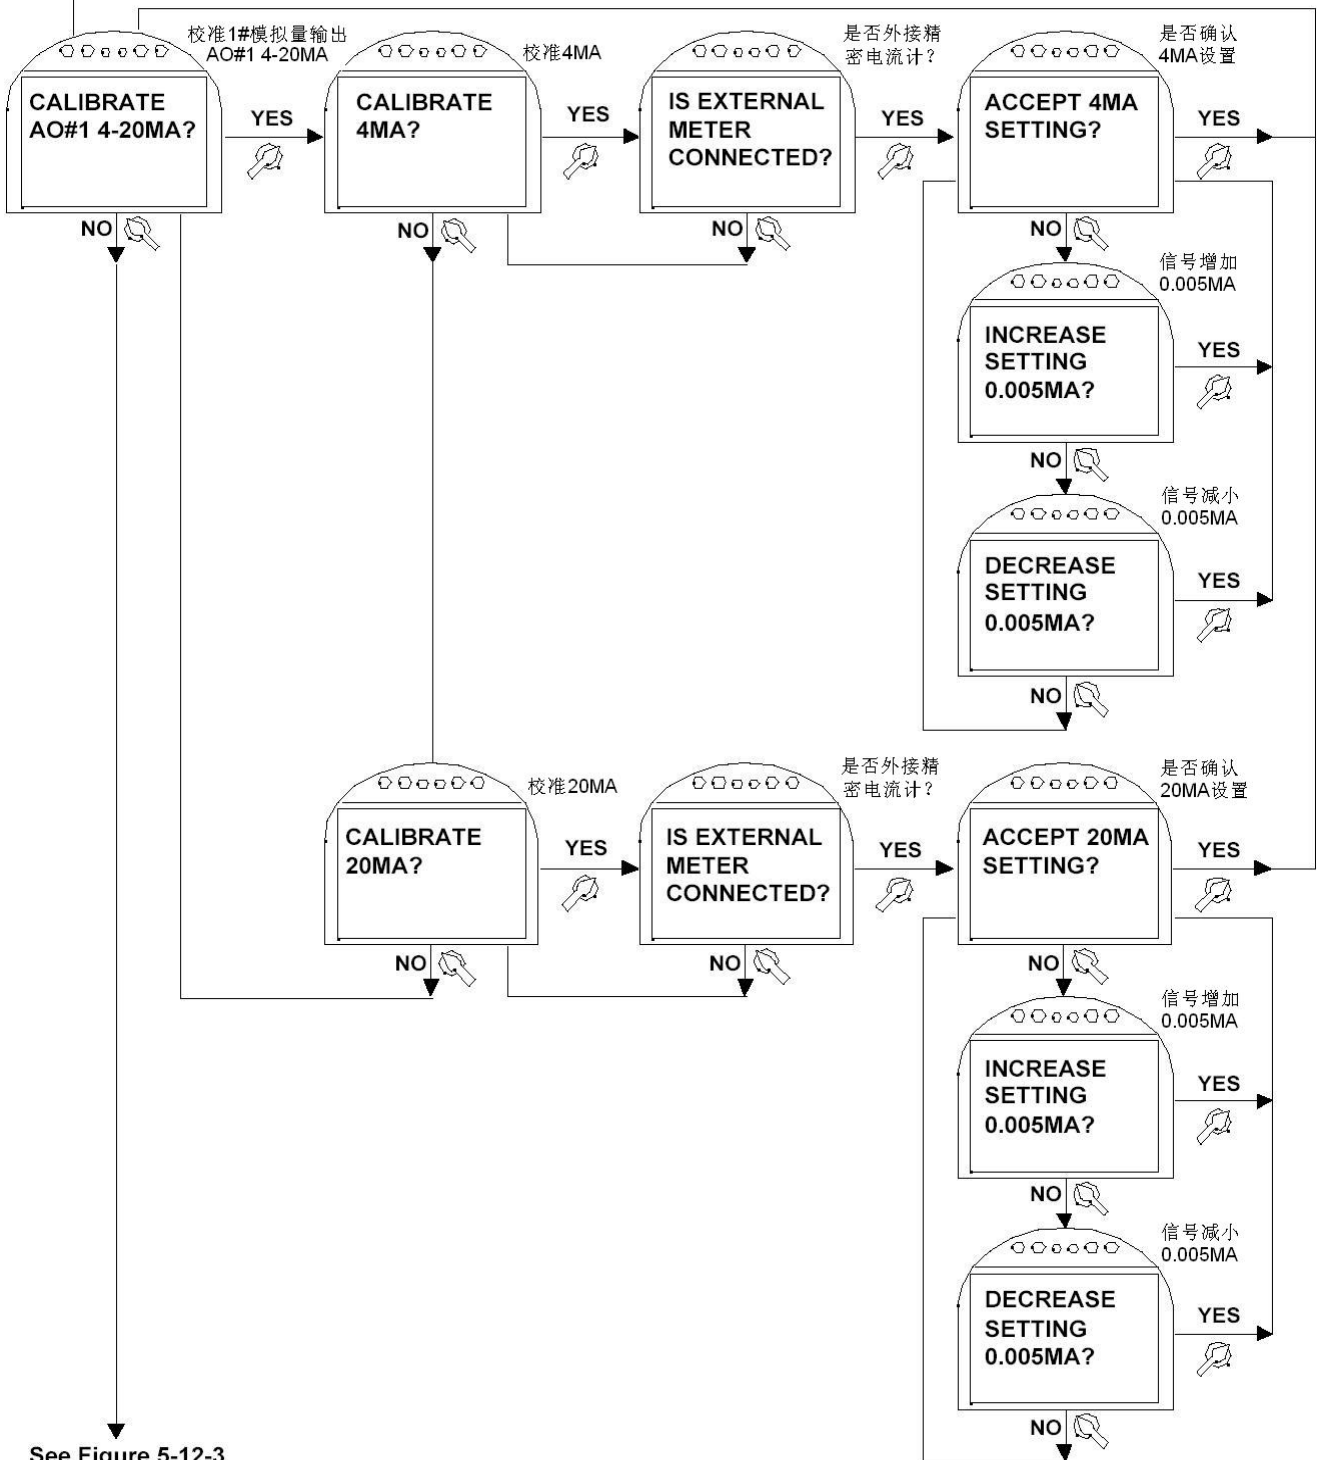 校准1#模拟量输出
AO#1 4-20MA
CALIBRATE
AO#1 4-20MA?
YES
NO
校准4MA
CALIBRATE
4MA?
YES
NO
是否外接精
密电流计？
IS EXTERNAL
METER
CONNECTED?
YES
NO
是否确认
4MA设置
ACCEPT 4MA
SETTING?
YES
NO
信号增加
0.005MA
INCREASE
SETTING
0.005MA?
YES
NO
信号减小
0.005MA
DECREASE
SETTING
0.005MA?
YES
NO
校准20MA
CALIBRATE
20MA?
YES
NO
是否外接精
密电流计？
IS EXTERNAL
METER
CONNECTED?
YES
NO
是否确认
20MA设置
ACCEPT 20MA
SETTING?
YES
NO
信号增加
0.005MA
INCREASE
SETTING
0.005MA?
YES
NO
信号减小
0.005MA
DECREASE
SETTING
0.005MA?
YES
NO
See Figure 5-12-3